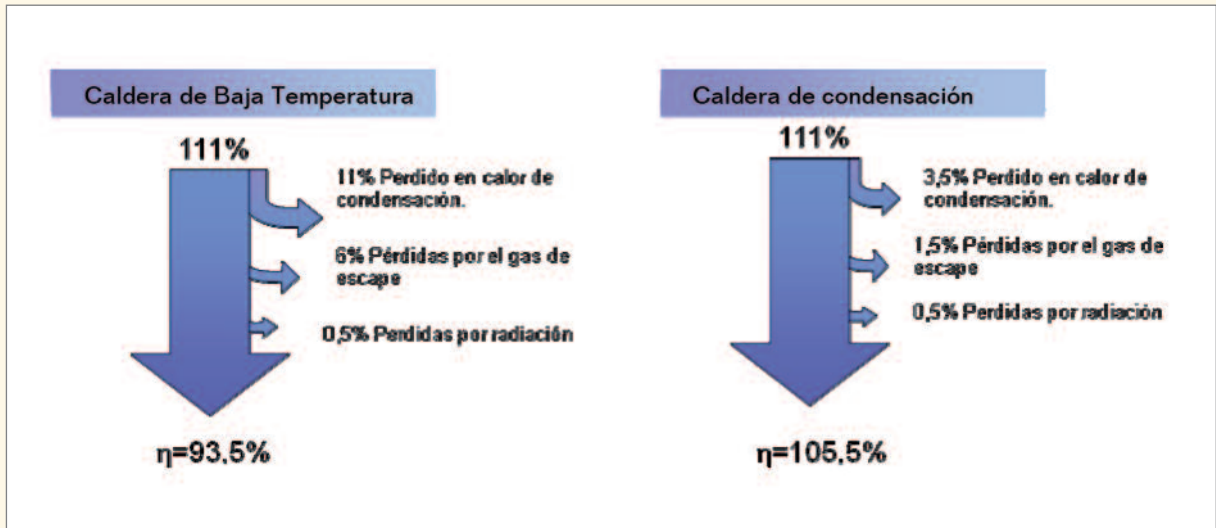 Caldera de Baja Temperatura
111%
11% Perdido en calor de
condensación.
6% Pérdidas por el gas de
escape
0,5% Perdidas por radiación
η=93,5%
Caldera de condensación
111%
3,5% Perdido en calor de
condensación.
1,5% Pérdidas por el gas de
escape
0,5% Perdidas por radiación
η=105,5%